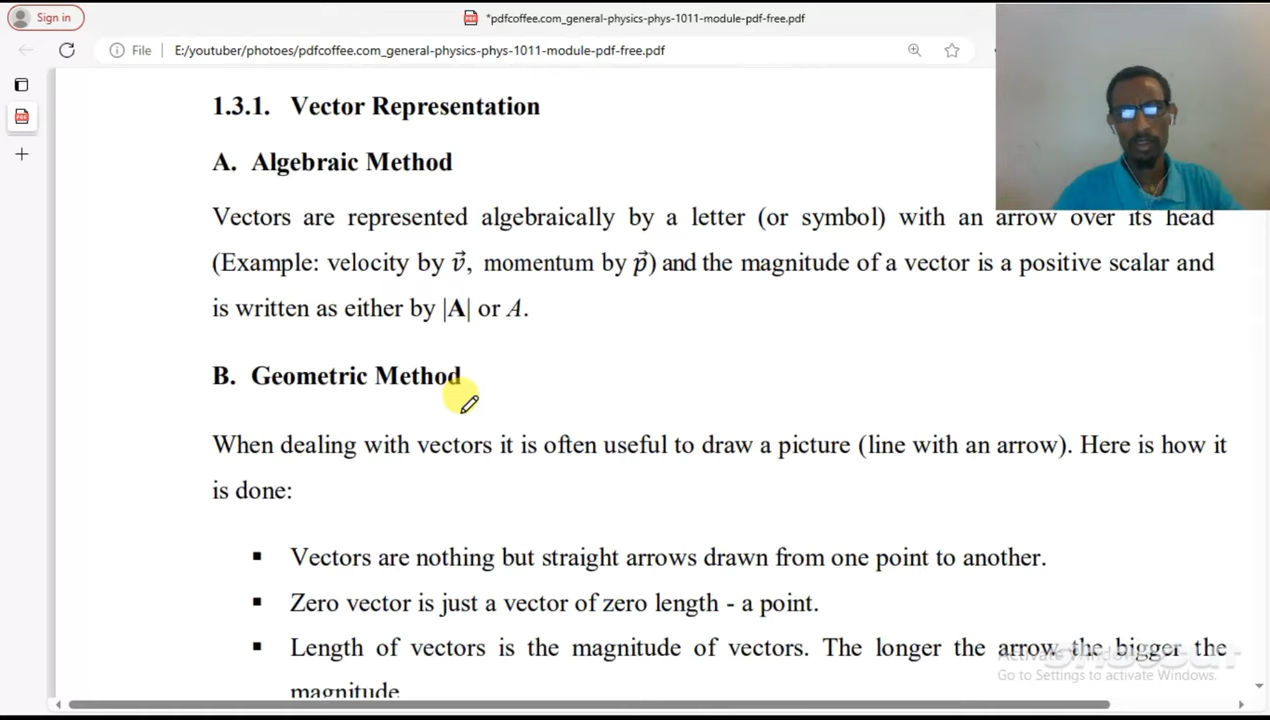 Sign in
*pdfcoffee.com_general-physics-phys-1011-module-pdf-free.pdf
File
E:/youtuber/photoes/pdfcoffee.com_general-physics-phys-1011-module-pdf-free.pdf
1.3.1. Vector Representation
A. Algebraic Method
Vectors are represented algebraically by a letter (or symbol) with an arrow over its head
(Example: velocity by v⃗, momentum by p⃗) and the magnitude of a vector is a positive scalar and
is written as either by |A| or A.
B. Geometric Method
When dealing with vectors it is often useful to draw a picture (line with an arrow). Here is how it
is done:
▪ Vectors are nothing but straight arrows drawn from one point to another.
▪ Zero vector is just a vector of zero length - a point.
▪ Length of vectors is the magnitude of vectors. The longer the arrow the bigger the
magnitude
Activate Windows
Go to Settings to activate Windows.